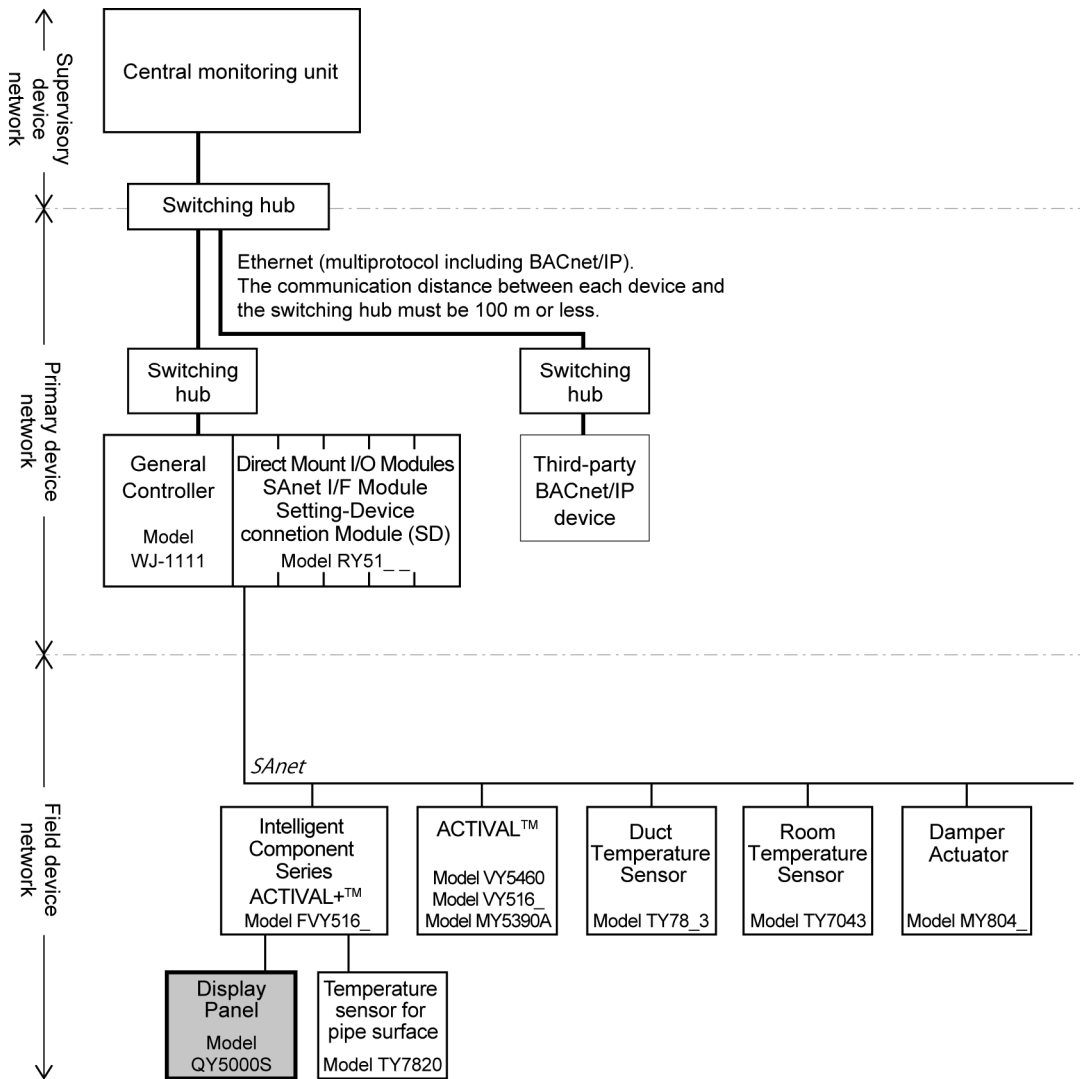 Supervisory
device
network
Central monitoring unit
Switching hub
Ethernet (multiprotocol including BACnet/IP).
The communication distance between each device and
the switching hub must be 100 m or less.
Primary device
network
Switching
hub
Switching
hub
General
Controller
Model
WJ-1111
Direct Mount I/O Modules
SAnet I/F Module
Setting-Device
connetion Module (SD)
Model RY51_ _
Third-party
BACnet/IP
device
Field device
network
SAnet
Intelligent
Component
Series
ACTIVAL+™
Model FVY516_
ACTIVAL™
Model VY5460
Model VY516_
Model MY5390A
Duct
Temperature
Sensor
Model TY78_3
Room
Temperature
Sensor
Model TY7043
Damper
Actuator
Model MY804_
Display
Panel
Model
QY5000S
Temperature
sensor for
pipe surface
Model TY7820